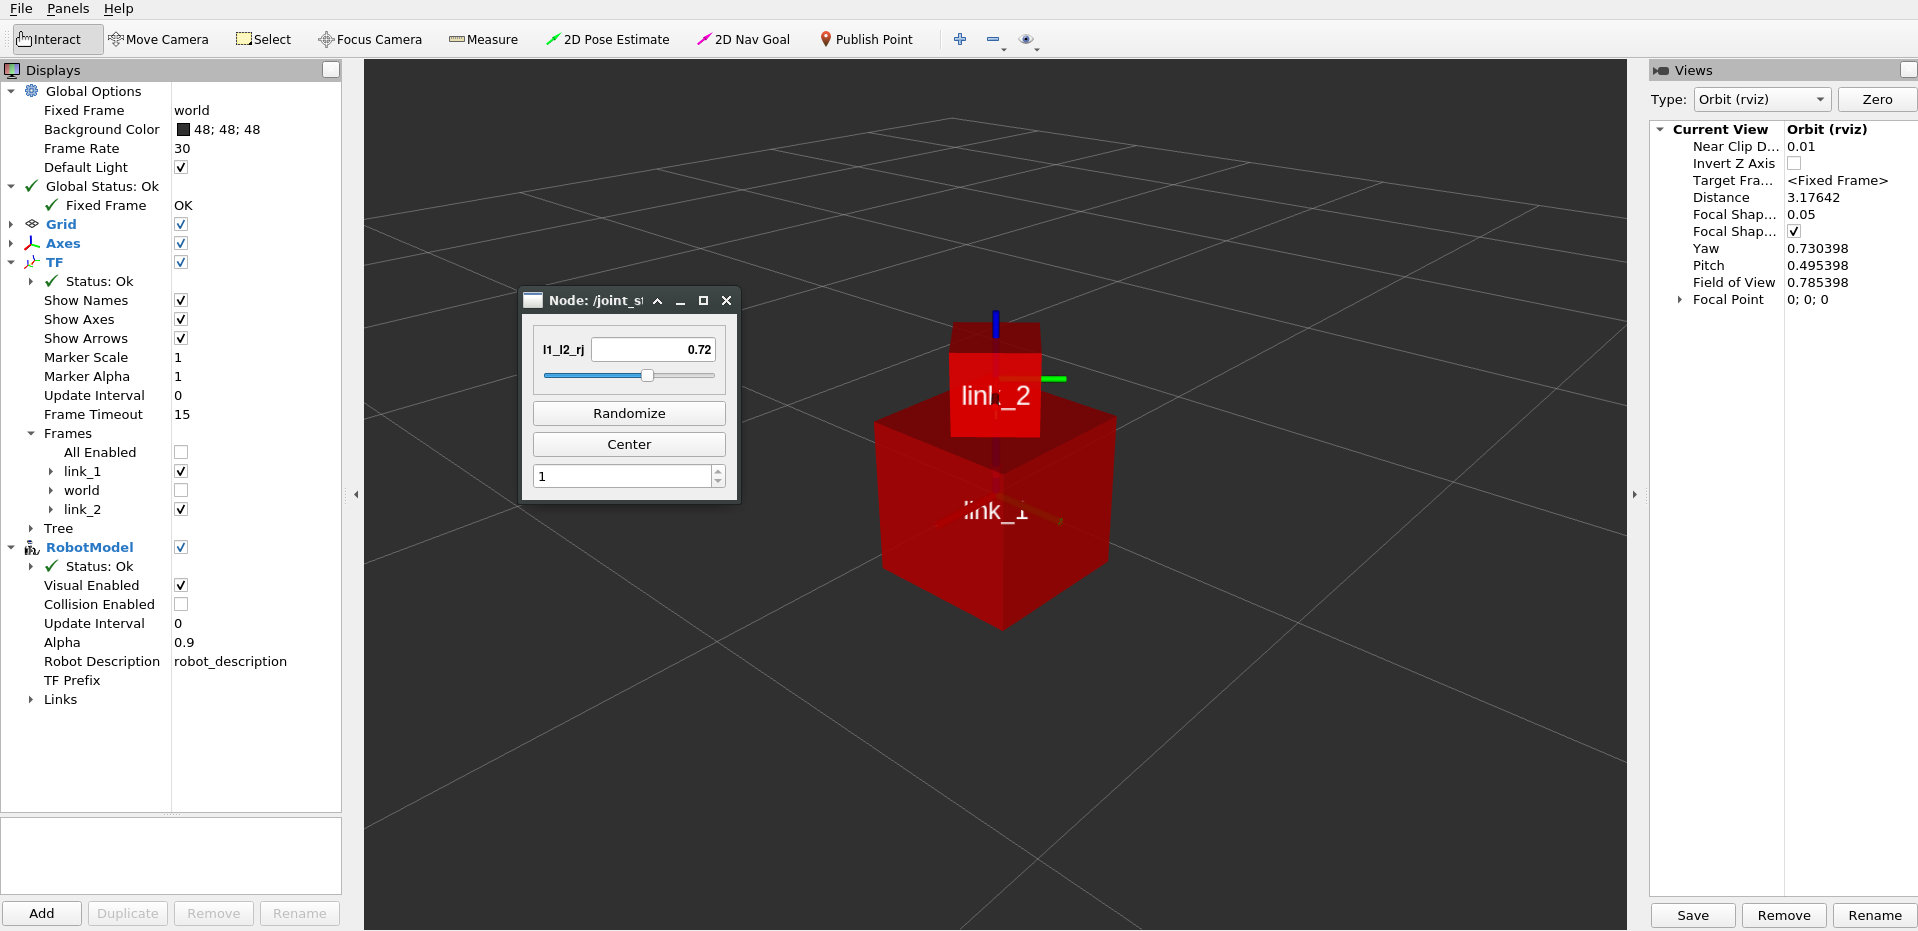 File Panels Help
Interact Move Camera Select Focus Camera Measure 2D Pose Estimate 2D Nav Goal Publish Point
Displays
Global Options
Fixed Frame world
Background Color 48; 48; 48
Frame Rate 30
Default Light
Global Status: Ok
Fixed Frame OK
Grid
Axes
TF
Status: Ok
Show Names
Show Axes
Show Arrows
Marker Scale 1
Marker Alpha 1
Update Interval 0
Frame Timeout 15
Frames
All Enabled
link_1
world
link_2
Tree
RobotModel
Status: Ok
Visual Enabled
Collision Enabled
Update Interval 0
Alpha 0.9
Robot Description robot_description
TF Prefix
Links
Add Duplicate Remove Rename
Node: /joint_st
l1_l2_rj 0.72
Randomize
Center
1
link_2
link_1
Views
Type: Orbit (rviz) Zero
Current View Orbit (rviz)
Near Clip D... 0.01
Invert Z Axis
Target Fra... <Fixed Frame>
Distance 3.17642
Focal Shap... 0.05
Focal Shap...
Yaw 0.730398
Pitch 0.495398
Field of View 0.785398
Focal Point 0; 0; 0
Save Remove Rename